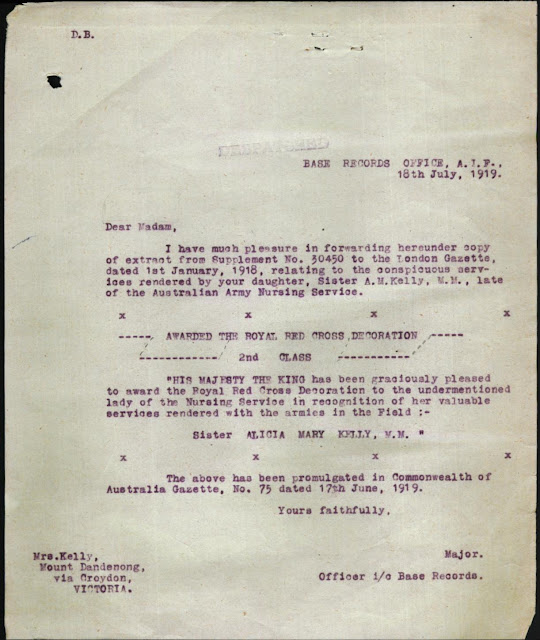 D.B.
DESPATCHED
BASE RECORDS OFFICE, A.I.F.,
18th July, 1919.
Dear Madam,
I have much pleasure in forwarding hereunder copy
of extract from Supplement No. 30450 to the London Gazette,
dated 1st January, 1918, relating to the conspicuous serv-
ices rendered by your daughter, Sister A.M.Kelly, M.M., late
of the Australian Army Nursing Service.
x x x x
----- AWARDED THE ROYAL RED CROSS DECORATION -----
------------ 2nd CLASS -----------
"HIS MAJESTY THE KING has been graciously pleased
to award the Royal Red Cross Decoration to the undermentioned
lady of the Nursing Service in recognition of her valuable
services rendered with the armies in the Field :-
Sister ALICIA MARY KELLY, M.M. "
x x x x
The above has been promulgated in Commonwealth of
Australia Gazette, No. 75 dated 17th June, 1919.
Yours faithfully,
Mrs.Kelly,
Mount Dandenong,
via Croydon,
VICTORIA.
Major.
Officer i/c Base Records.